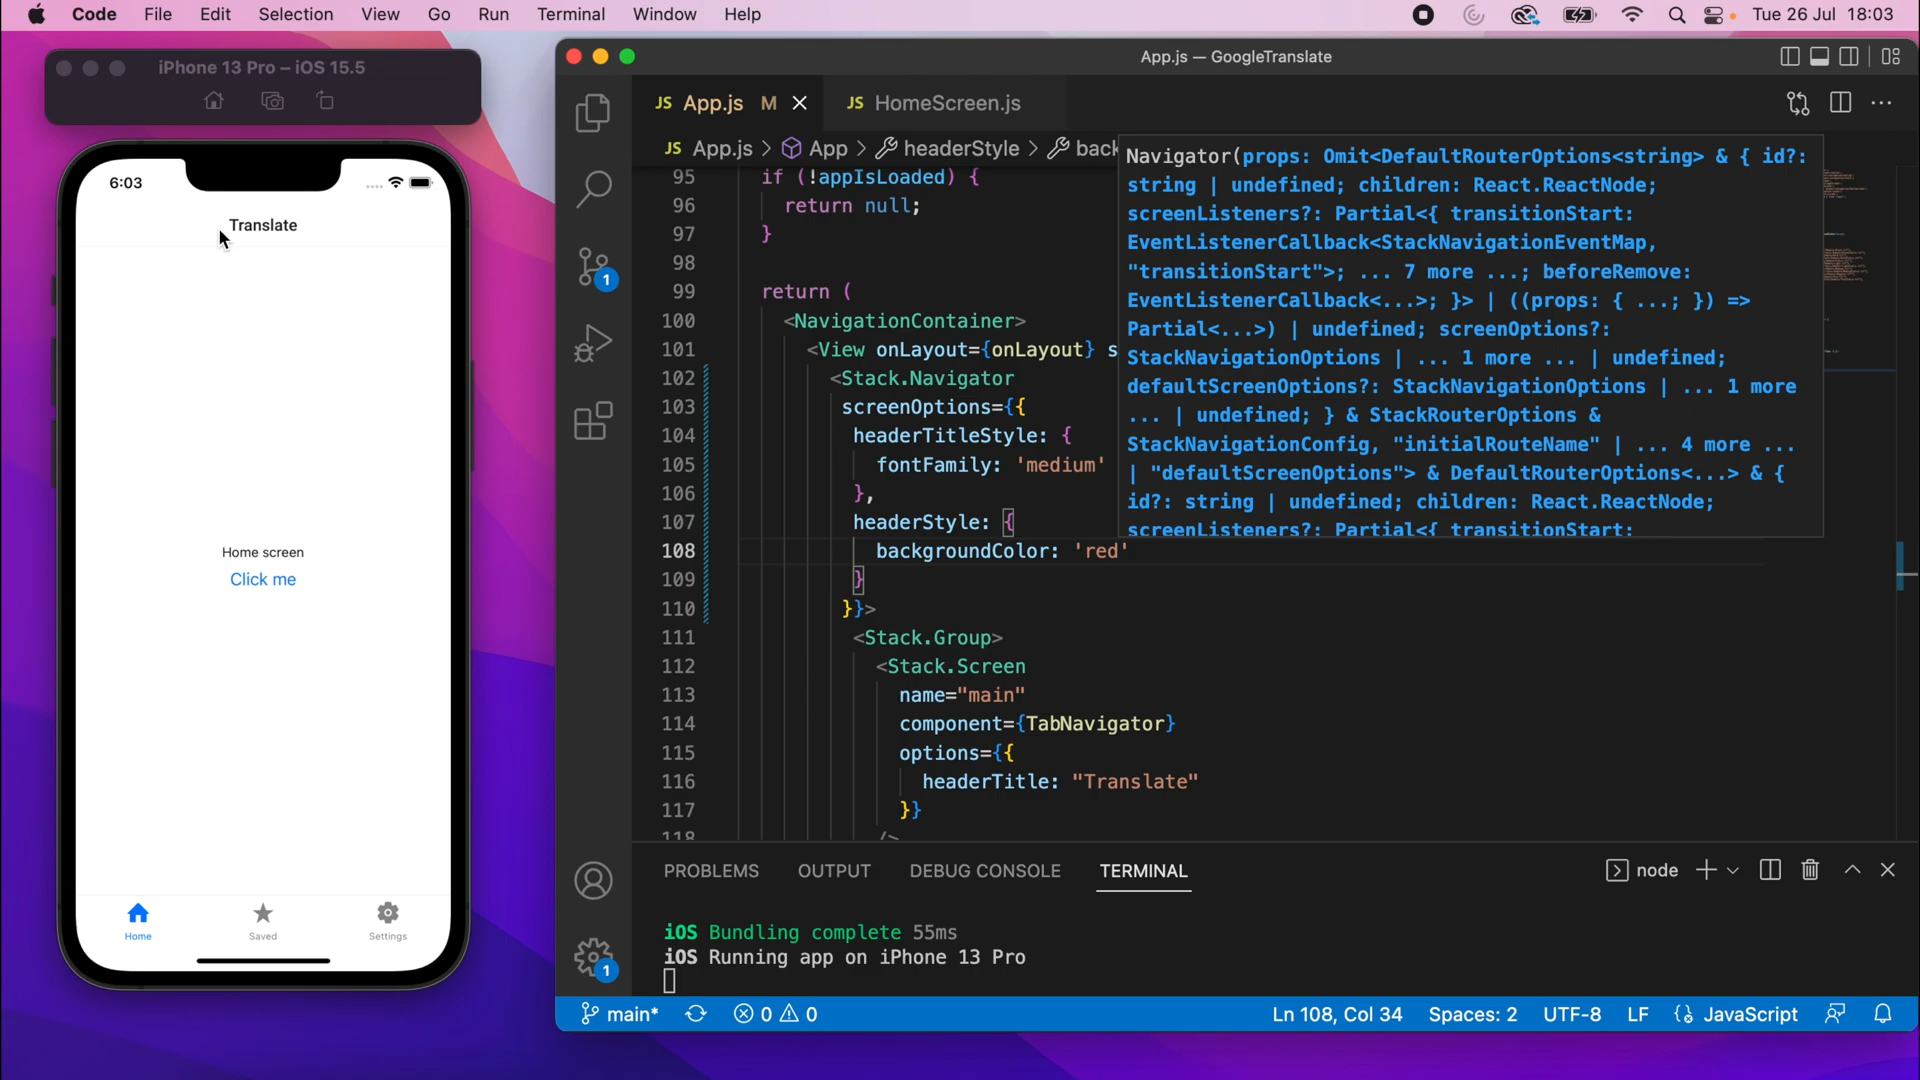 Code File Edit Selection View Go Run Terminal Window Help Tue 26 Jul 18:03
iPhone 13 Pro – iOS 15.5
6:03
Translate
Home screen
Click me
Home Saved Settings
App.js — GoogleTranslate
JS App.js M JS HomeScreen.js
JS App.js > App > headerStyle > back
95 if (!appIsLoaded) {
96 return null;
97 }
98
99 return (
100 <NavigationContainer>
101 <View onLayout={onLayout} s
102 <Stack.Navigator
103 screenOptions={{
104 headerTitleStyle: {
105 fontFamily: 'medium'
106 },
107 headerStyle: {
108 backgroundColor: 'red'
109 }
110 }}>
111 <Stack.Group>
112 <Stack.Screen
113 name="main"
114 component={TabNavigator}
115 options={{
116 headerTitle: "Translate"
117 }}
118 />
Navigator(props: Omit<DefaultRouterOptions<string> & { id?:
string | undefined; children: React.ReactNode;
screenListeners?: Partial<{ transitionStart:
EventListenerCallback<StackNavigationEventMap,
"transitionStart">; ... 7 more ...; beforeRemove:
EventListenerCallback<...>; }> | ((props: { ...; }) =>
Partial<...>) | undefined; screenOptions?:
StackNavigationOptions | ... 1 more ... | undefined;
defaultScreenOptions?: StackNavigationOptions | ... 1 more
... | undefined; } & StackRouterOptions &
StackNavigationConfig, "initialRouteName" | ... 4 more ...
| "defaultScreenOptions"> & DefaultRouterOptions<...> & {
id?: string | undefined; children: React.ReactNode;
screenListeners?: Partial<{ transitionStart:
PROBLEMS OUTPUT DEBUG CONSOLE TERMINAL node
iOS Bundling complete 55ms
iOS Running app on iPhone 13 Pro
1
1
main* 0 0 Ln 108, Col 34 Spaces: 2 UTF-8 LF JavaScript